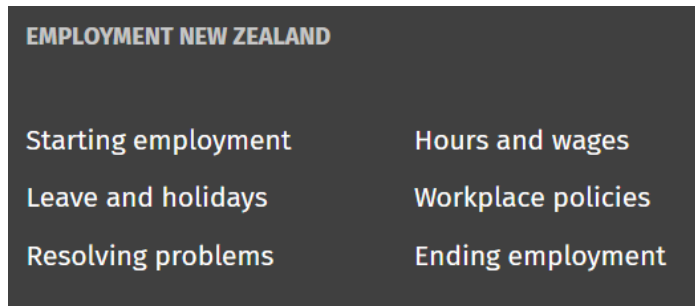 EMPLOYMENT NEW ZEALAND
Starting employment
Hours and wages
Leave and holidays
Workplace policies
Resolving problems
Ending employment